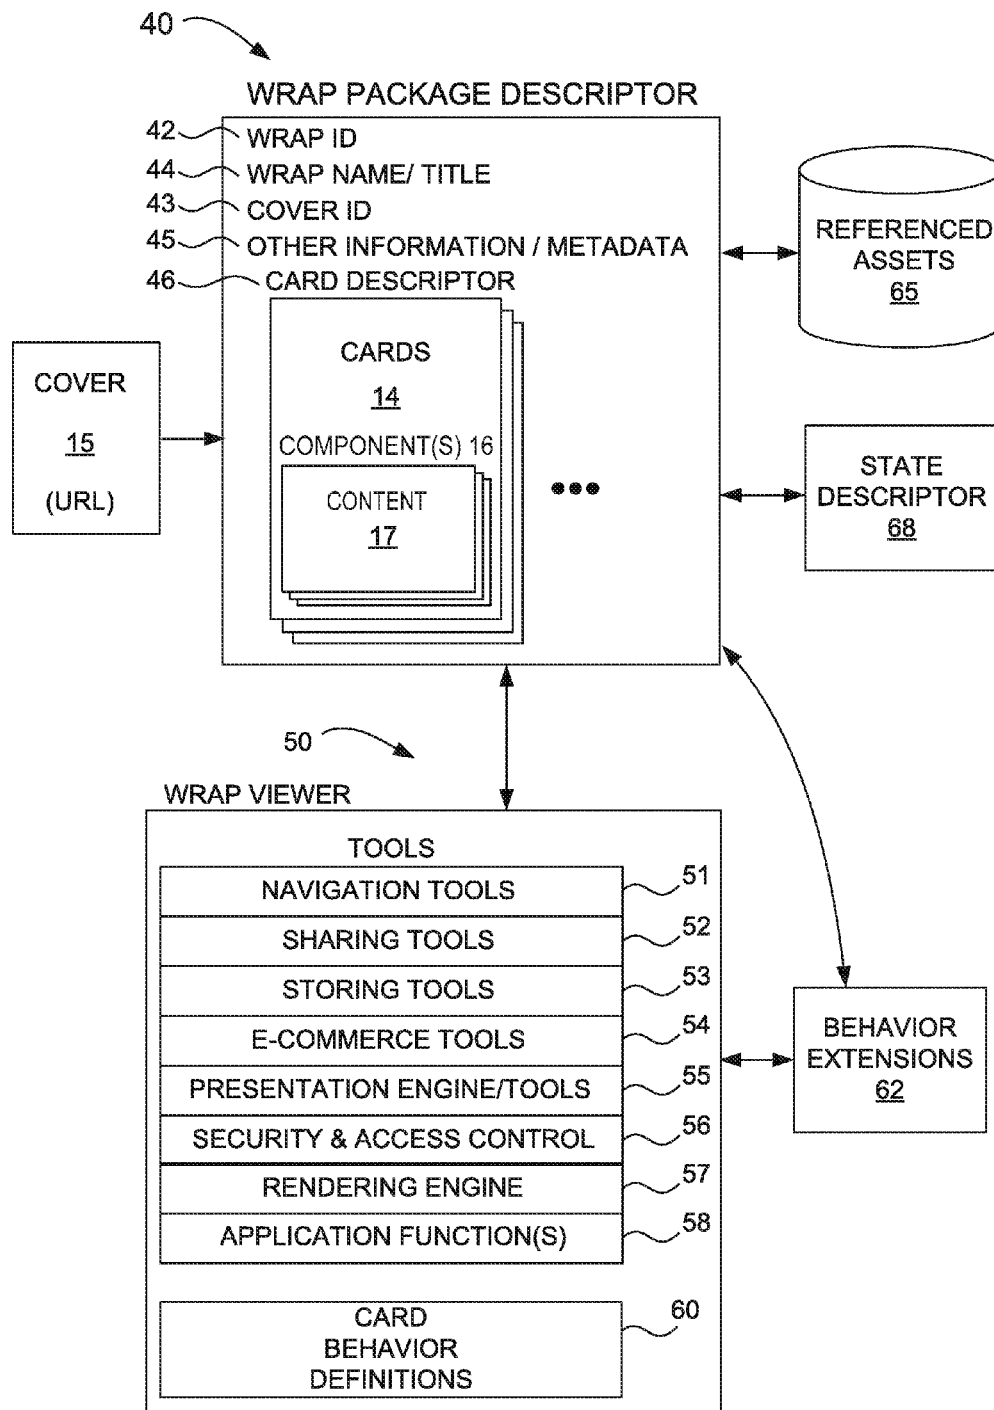 40
WRAP PACKAGE DESCRIPTOR
42 WRAP ID
44 WRAP NAME/ TITLE
43 COVER ID
45 OTHER INFORMATION / METADATA
46 CARD DESCRIPTOR
CARDS
14
COMPONENT(S) 16
CONTENT
17
COVER
15
(URL)
REFERENCED
ASSETS
65
STATE
DESCRIPTOR
68
50
WRAP VIEWER
TOOLS
NAVIGATION TOOLS 51
SHARING TOOLS 52
STORING TOOLS 53
E-COMMERCE TOOLS 54
PRESENTATION ENGINE/TOOLS 55
SECURITY & ACCESS CONTROL 56
RENDERING ENGINE 57
APPLICATION FUNCTION(S) 58
CARD 60
BEHAVIOR
DEFINITIONS
BEHAVIOR
EXTENSIONS
62